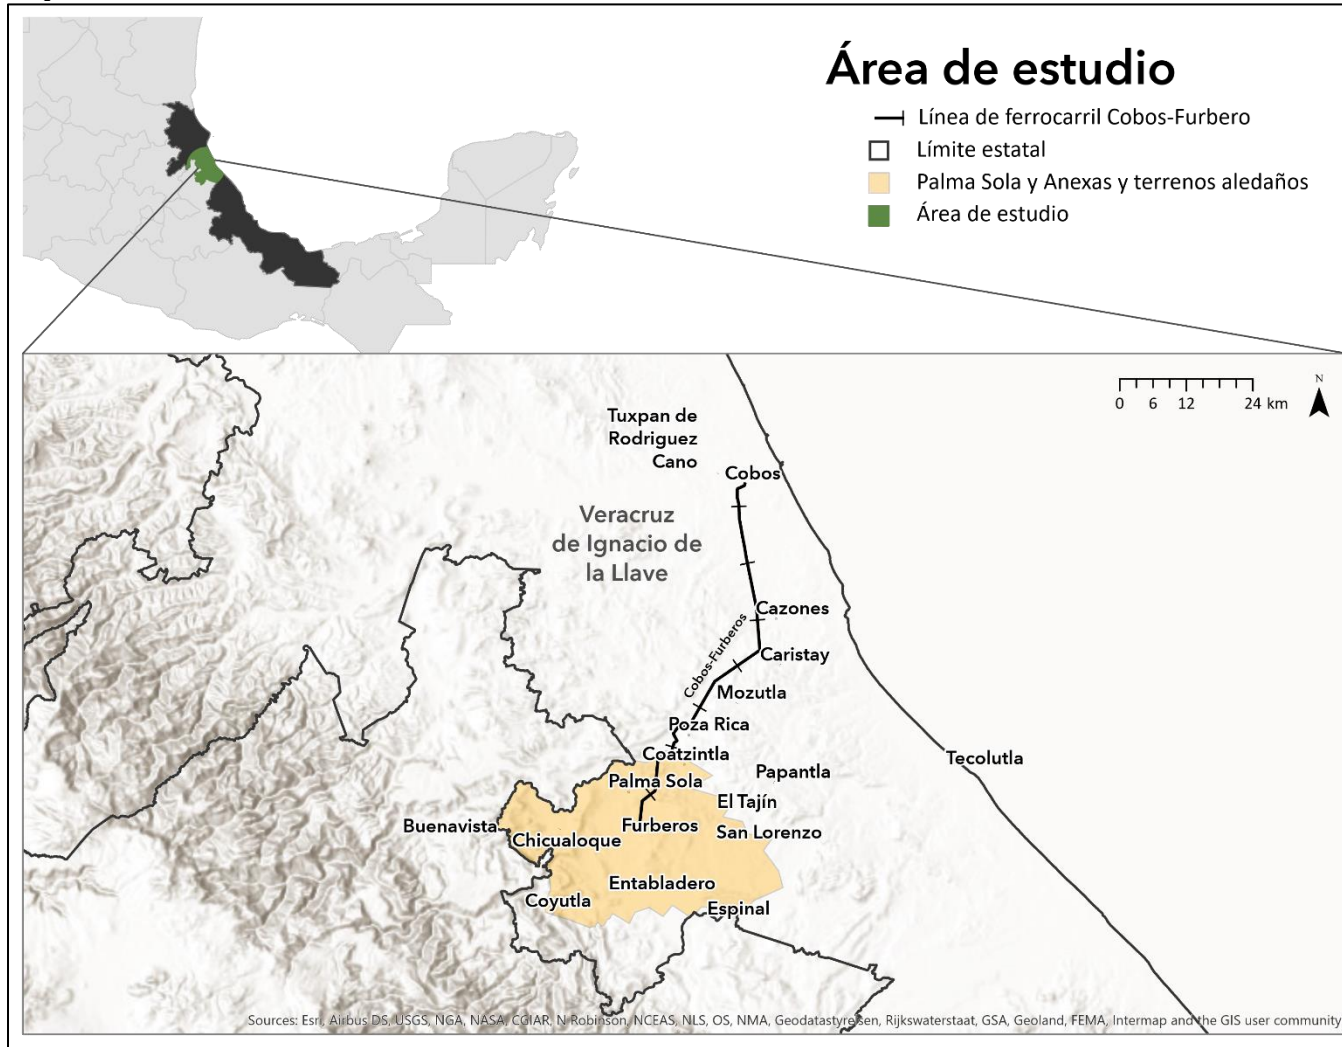 Área de estudio
Línea de ferrocarril Cobos-Furbero
Límite estatal
Palma Sola y Anexas y terrenos aledaños
Área de estudio
N
0 6 12 24 km
Tuxpan de
Rodriguez
Cano
Cobos
Veracruz
de Ignacio de
la Llave
Cazones
Cobos-Furberos
Caristay
Mozutla
Poza Rica
Coatzintla
Tecolutla
Papantla
Palma Sola
El Tajín
Buenavista
Furberos
San Lorenzo
Chicualoque
Entabladero
Coyutla
Espinal
Sources: Esri, Airbus DS, USGS, NGA, NASA, CGIAR, N Robinson, NCEAS, NLS, OS, NMA, Geodatastyrelsen, Rijkswaterstaat, GSA, Geoland, FEMA, Intermap and the GIS user community